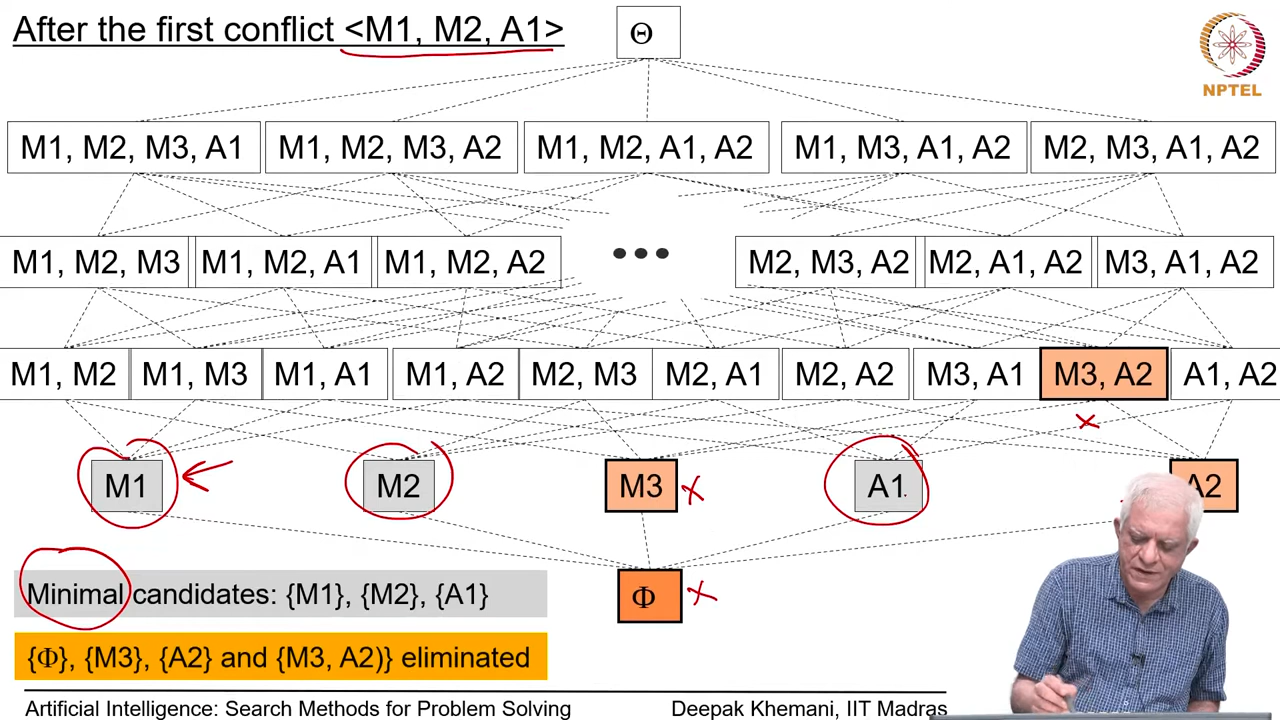 After the first conflict <M1, M2, A1>
Θ
NPTEL
M1, M2, M3, A1 M1, M2, M3, A2 M1, M2, A1, A2 M1, M3, A1, A2 M2, M3, A1, A2
M1, M2, M3 M1, M2, A1 M1, M2, A2 ••• M2, M3, A2 M2, A1, A2 M3, A1, A2
M1, M2 M1, M3 M1, A1 M1, A2 M2, M3 M2, A1 M2, A2 M3, A1 M3, A2 A1, A2
M1 M2 M3 A1 A2
Φ
Minimal candidates: {M1}, {M2}, {A1}
{Φ}, {M3}, {A2} and {M3, A2)} eliminated
Artificial Intelligence: Search Methods for Problem Solving Deepak Khemani, IIT Madras